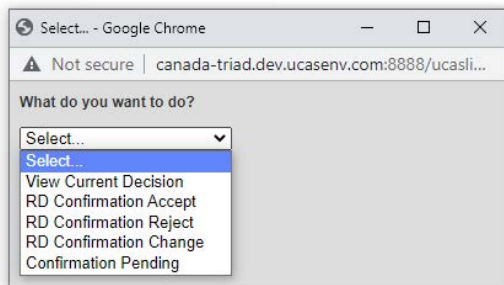 Select... - Google Chrome
Not secure | canada-triad.dev.ucasenv.com:8888/ucasli...
What do you want to do?
Select...
Select...
View Current Decision
RD Confirmation Accept
RD Confirmation Reject
RD Confirmation Change
Confirmation Pending